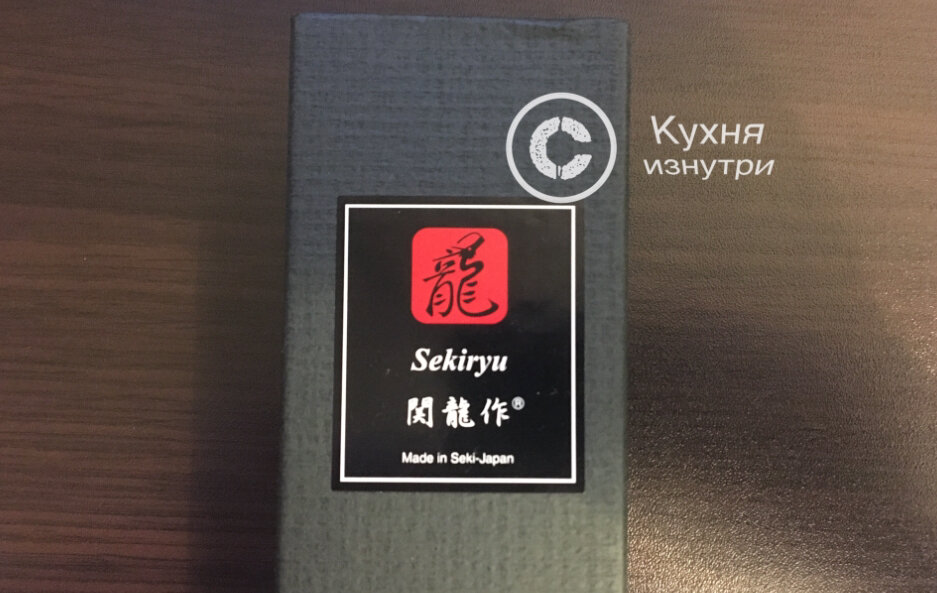 Кухня
изнутри
龍
Sekiryu
関龍作®
Made in Seki-Japan